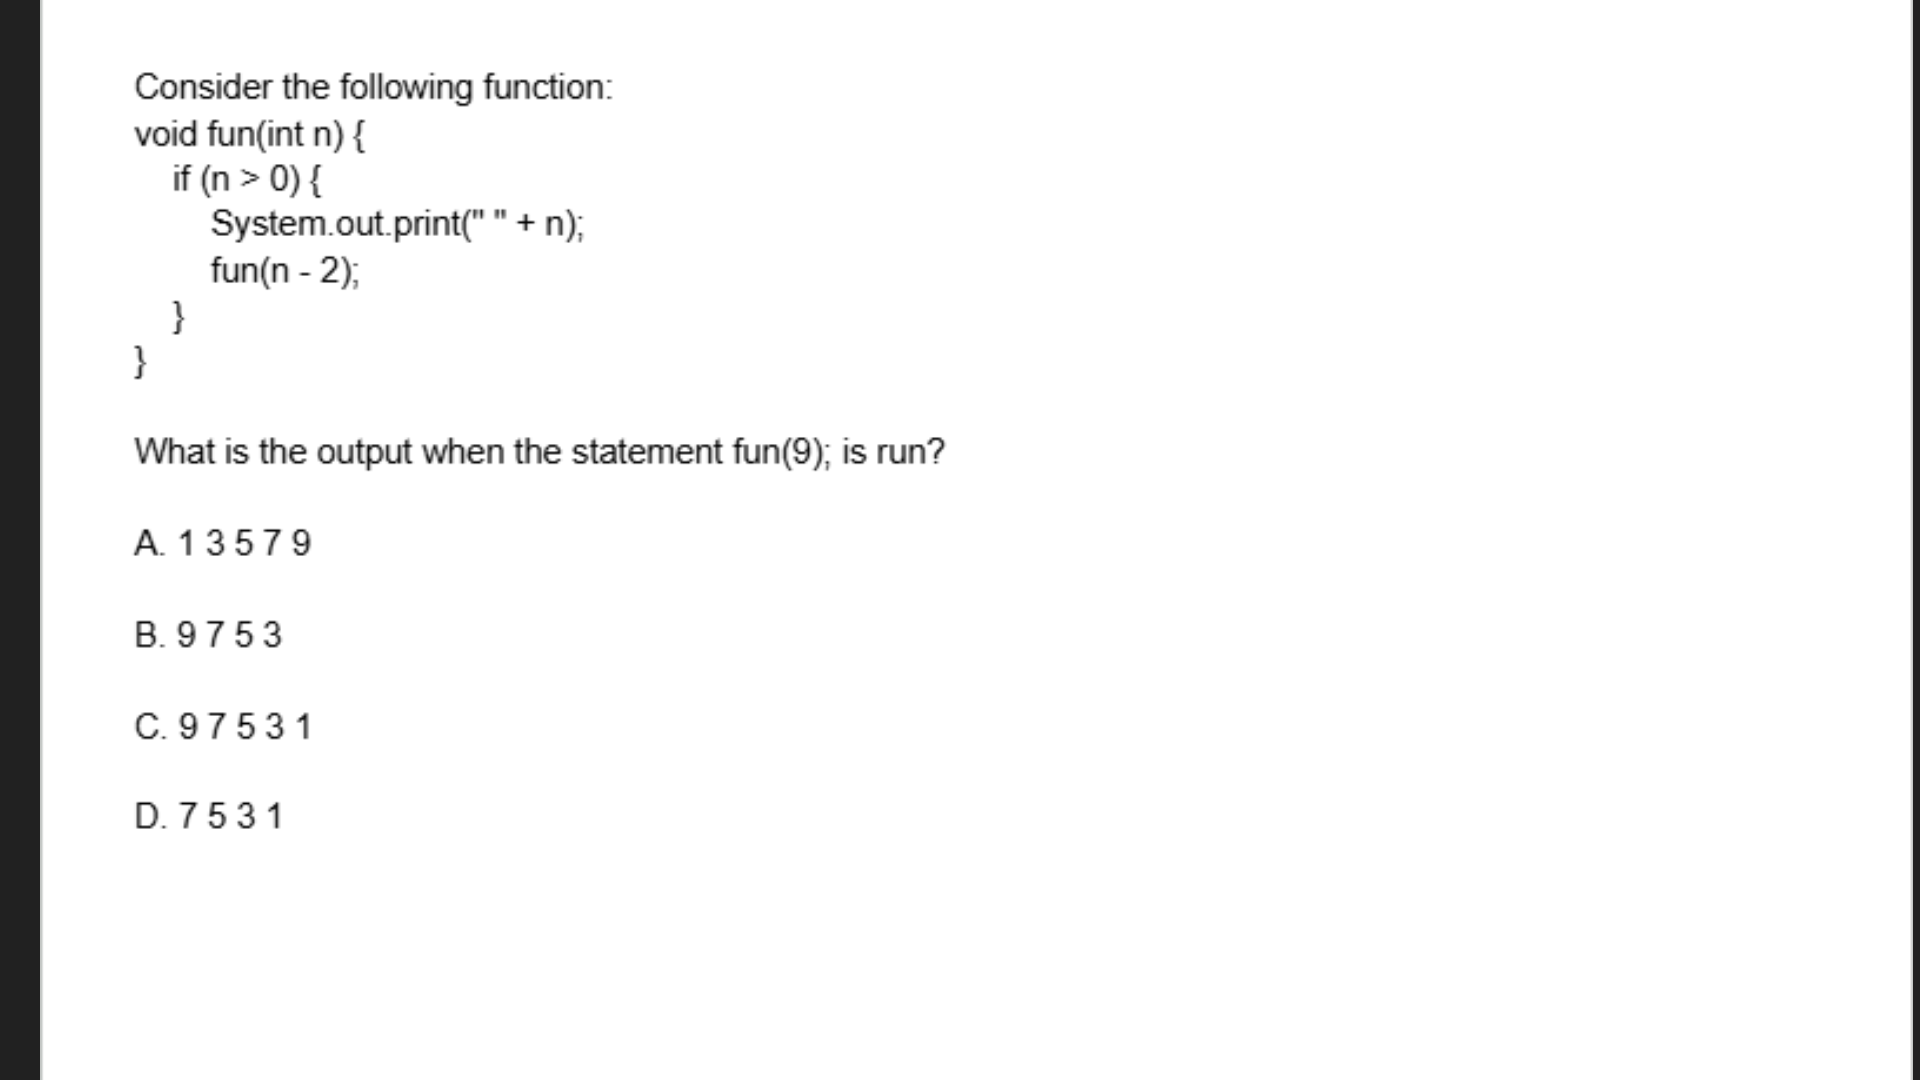 Consider the following function:
void fun(int n) {
    if (n > 0) {
        System.out.print(" " + n);
        fun(n - 2);
    }
}
What is the output when the statement fun(9); is run?
A. 1 3 5 7 9
B. 9 7 5 3
C. 9 7 5 3 1
D. 7 5 3 1